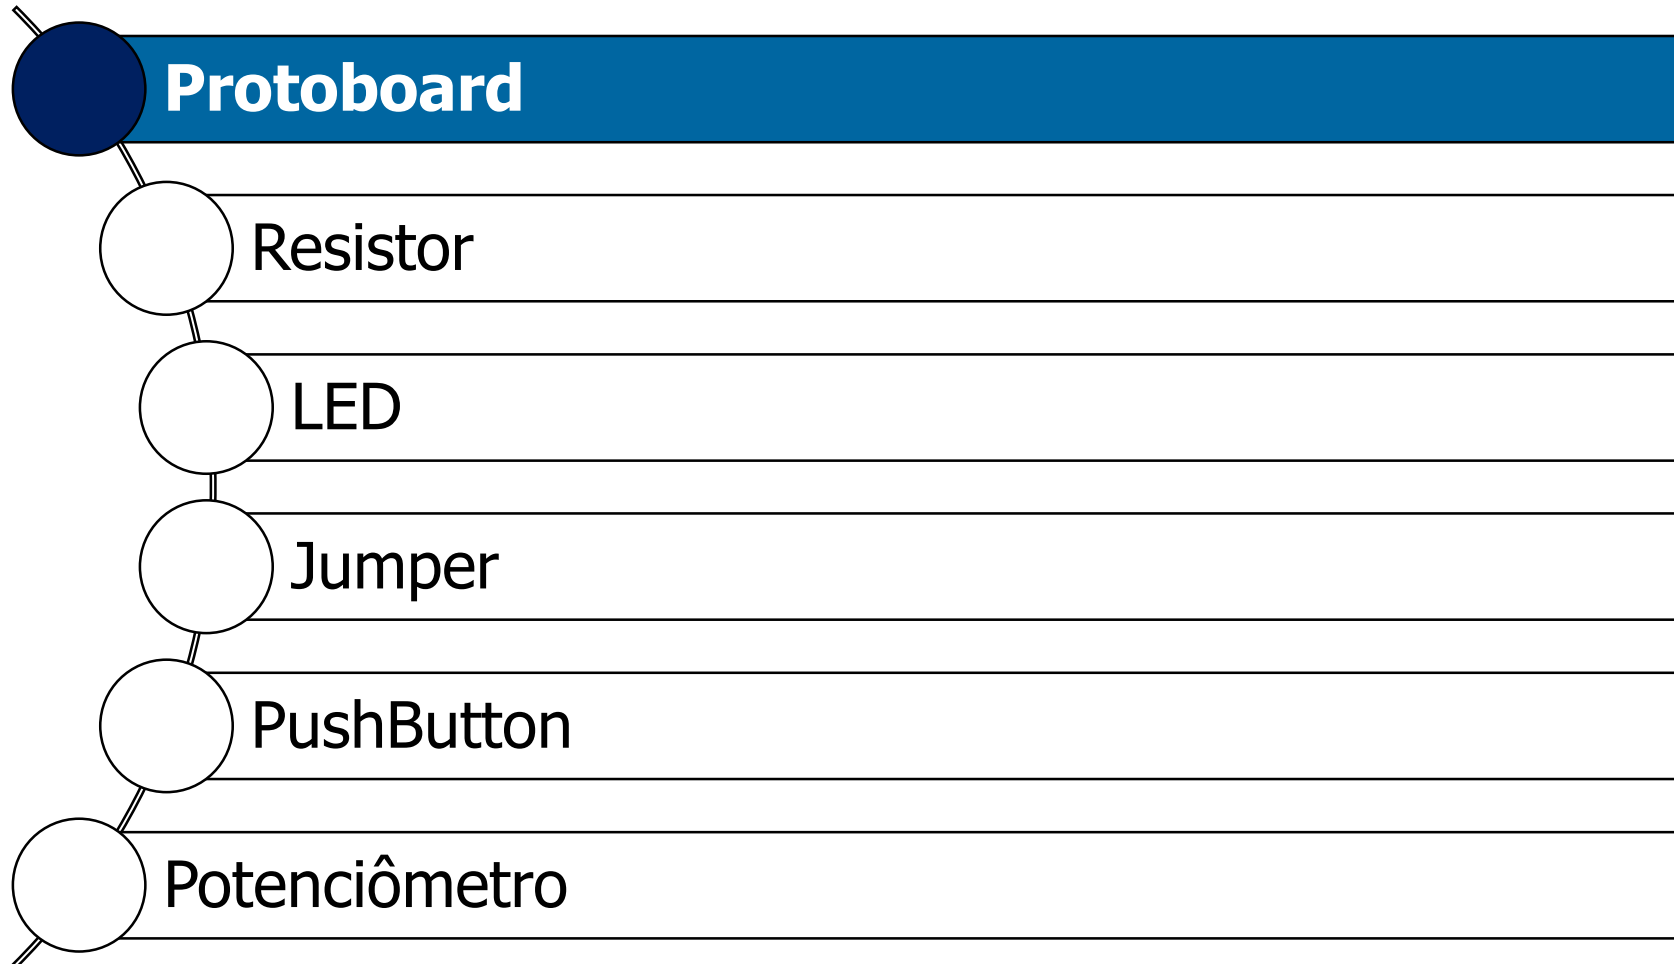 Protoboard
Resistor
LED
Jumper
PushButton
Potenciômetro